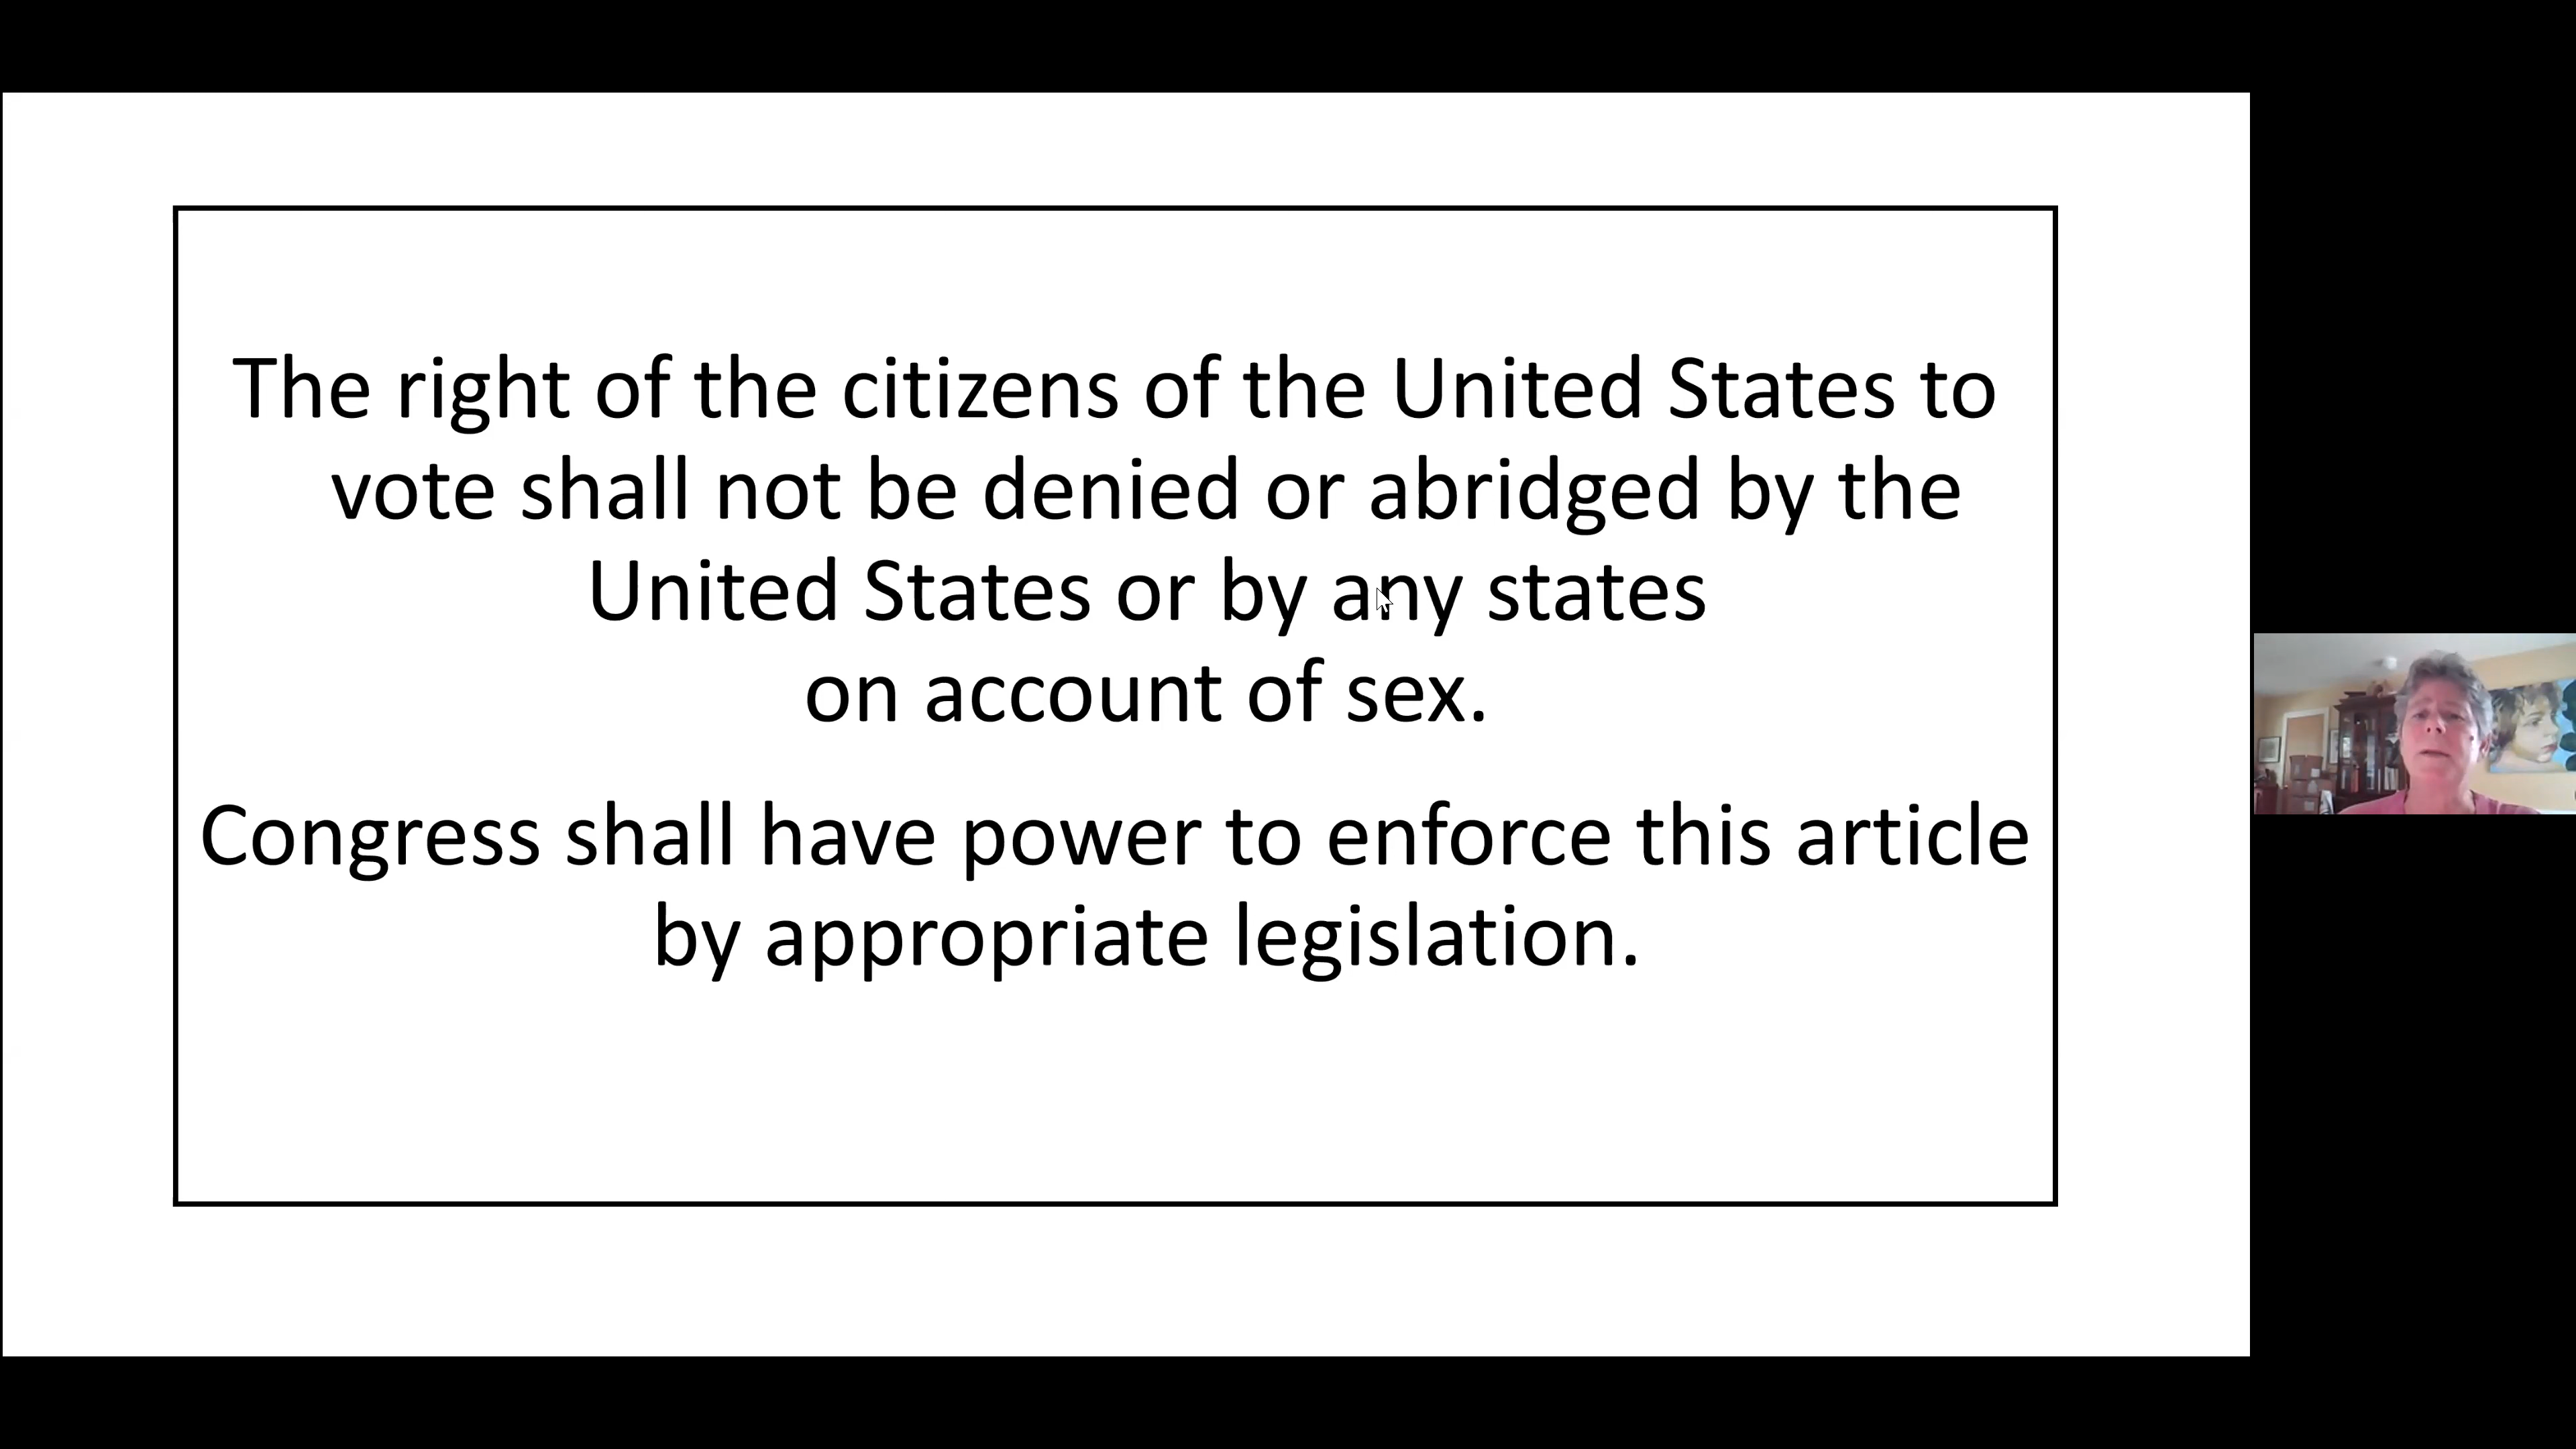 The right of the citizens of the United States to
vote shall not be denied or abridged by the
United States or by any states
on account of sex.
Congress shall have power to enforce this article
by appropriate legislation.